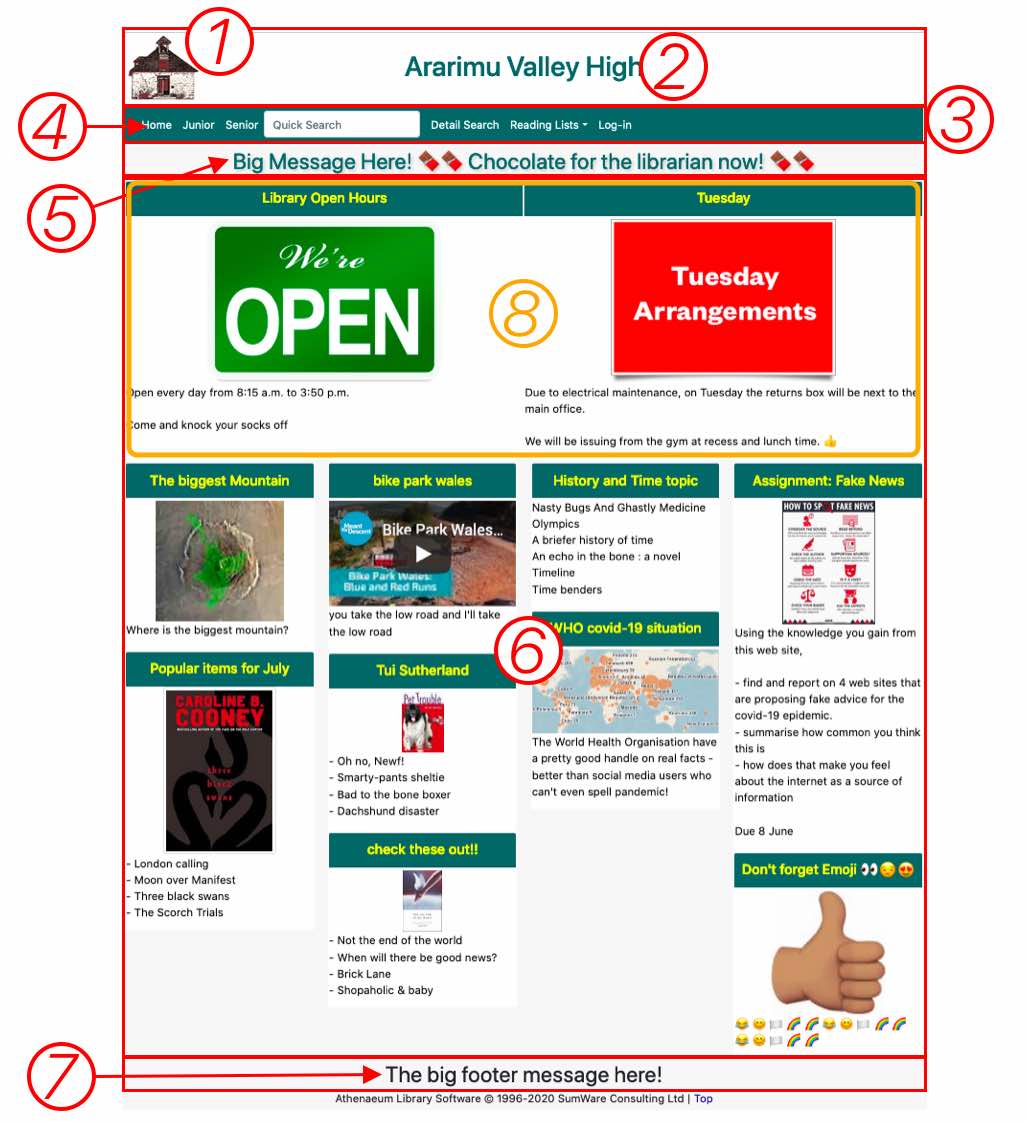 1
2
Ararimu Valley High
3
4
Home Junior Senior Quick Search Detail Search Reading Lists Log-in
5
Big Message Here! 🍫🍫 Chocolate for the librarian now! 🍫🍫
Library Open Hours
We're
OPEN
Open every day from 8:15 a.m. to 3:50 p.m.
Come and knock your socks off
8
Tuesday
Tuesday
Arrangements
Due to electrical maintenance, on Tuesday the returns box will be next to the
main office.
We will be issuing from the gym at recess and lunch time. 👍
The biggest Mountain
Where is the biggest mountain?
Popular items for July
CAROLINE B.
COONEY
three
black
swans
- London calling
- Moon over Manifest
- Three black swans
- The Scorch Trials
bike park wales
Meant
to Descent
Bike Park Wales...
Bike Park Wales:
Blue and Red Runs
you take the low road and I'll take
the low road
6
Tui Sutherland
Pet Trouble
- Oh no, Newf!
- Smarty-pants sheltie
- Bad to the bone boxer
- Dachshund disaster
check these out!!
- Not the end of the world
- When will there be good news?
- Brick Lane
- Shopaholic & baby
History and Time topic
Nasty Bugs And Ghastly Medicine
Olympics
A briefer history of time
An echo in the bone : a novel
Timeline
Time benders
WHO covid-19 situation
The World Health Organisation have
a pretty good handle on real facts -
better than social media users who
can't even spell pandemic!
Assignment: Fake News
HOW TO SPOT FAKE NEWS
Using the knowledge you gain from
this web site,
- find and report on 4 web sites that
are proposing fake advice for the
covid-19 epidemic.
- summarise how common you think
this is
- how does that make you feel
about the internet as a source of
information
Due 8 June
Don't forget Emoji 👀😔😍
😂😊🏳️🌈🌈😂😊🏳️🌈🌈
😂😊🏳️🌈🌈
7
The big footer message here!
Athenaeum Library Software © 1996-2020 SumWare Consulting Ltd | Top